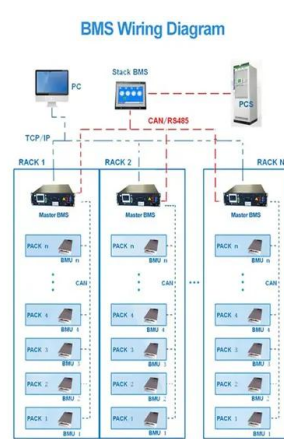 BMS Wiring Diagram
Stack BMS
PC
PCS
CAN/RS485
TCP/IP
RACK 1
RACK 2
RACK N
Master BMS
Master BMS
Master BMS
PACK n
BMU n
PACK n
BMU n
PACK n
BMU n
CAN
CAN
CAN
PACK 4
BMU 4
PACK 4
BMU 4
PACK 4
BMU 4
PACK 3
BMU 3
PACK 3
BMU 3
PACK 3
BMU 3
PACK 2
BMU 2
PACK 2
BMU 2
PACK 2
BMU 2
PACK 1
BMU 1
PACK 1
BMU 1
PACK 1
BMU 1